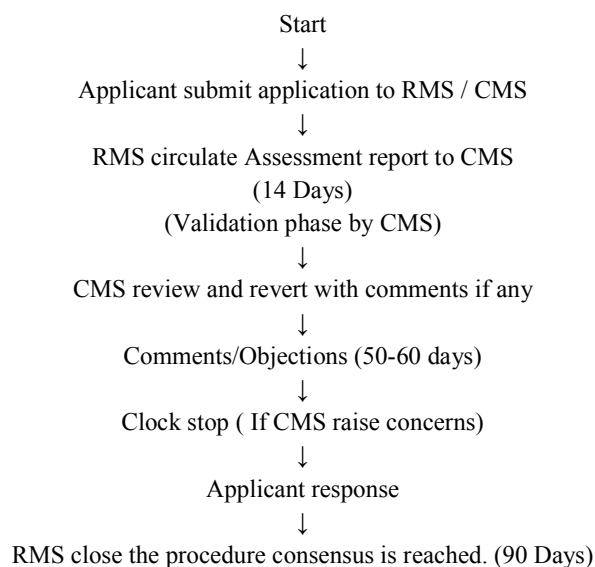 Start
↓
Applicant submit application to RMS / CMS
↓
RMS circulate Assessment report to CMS
(14 Days)
(Validation phase by CMS)
↓
CMS review and revert with comments if any
↓
Comments/Objections (50-60 days)
↓
Clock stop ( If CMS raise concerns)
↓
Applicant response
↓
RMS close the procedure consensus is reached. (90 Days)